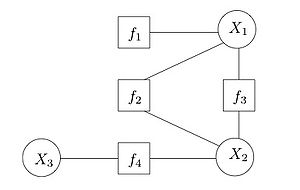 f₁ X₁
f₂ f₃
X₃ f₄ X₂